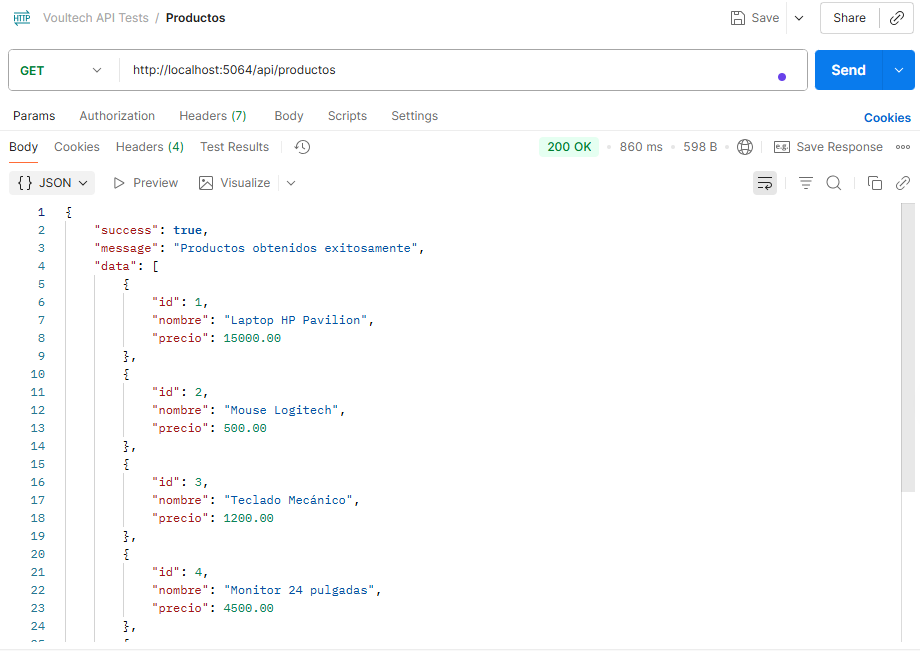 HTTP Voultech API Tests / Productos Save Share
GET http://localhost:5064/api/productos Send
Params Authorization Headers (7) Body Scripts Settings Cookies
Body Cookies Headers (4) Test Results 200 OK • 860 ms • 598 B • e.g. Save Response
{} JSON Preview Visualize
1 {
2 "success": true,
3 "message": "Productos obtenidos exitosamente",
4 "data": [
5 {
6 "id": 1,
7 "nombre": "Laptop HP Pavilion",
8 "precio": 15000.00
9 },
10 {
11 "id": 2,
12 "nombre": "Mouse Logitech",
13 "precio": 500.00
14 },
15 {
16 "id": 3,
17 "nombre": "Teclado Mecánico",
18 "precio": 1200.00
19 },
20 {
21 "id": 4,
22 "nombre": "Monitor 24 pulgadas",
23 "precio": 4500.00
24 },